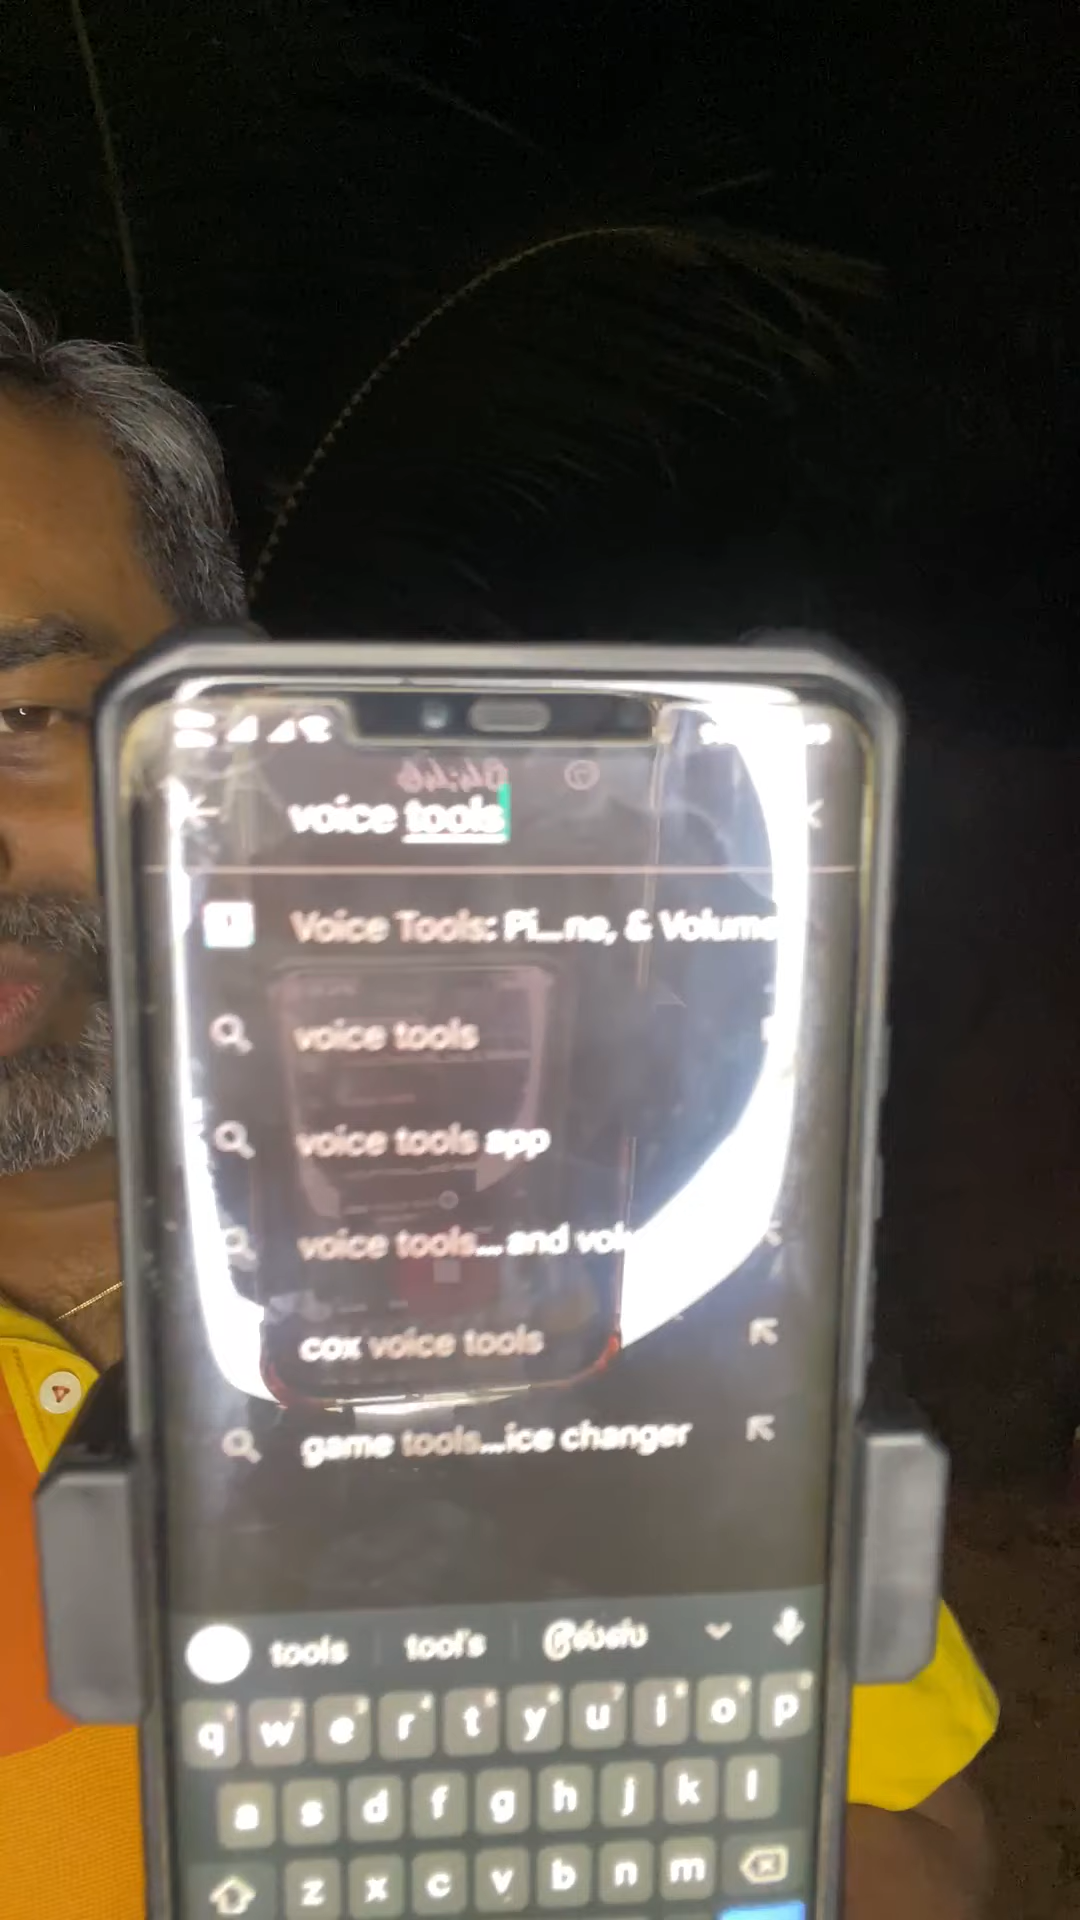 voice tools
Voice Tools: Pi...ne, & Volume
voice tools
voice tools app
voice tools... and volu
cox voice tools
game tools...ice changer
tools tool's டூல்ஸ்
q w e r t y u i o p
a s d f g h j k l
z x c v b n m